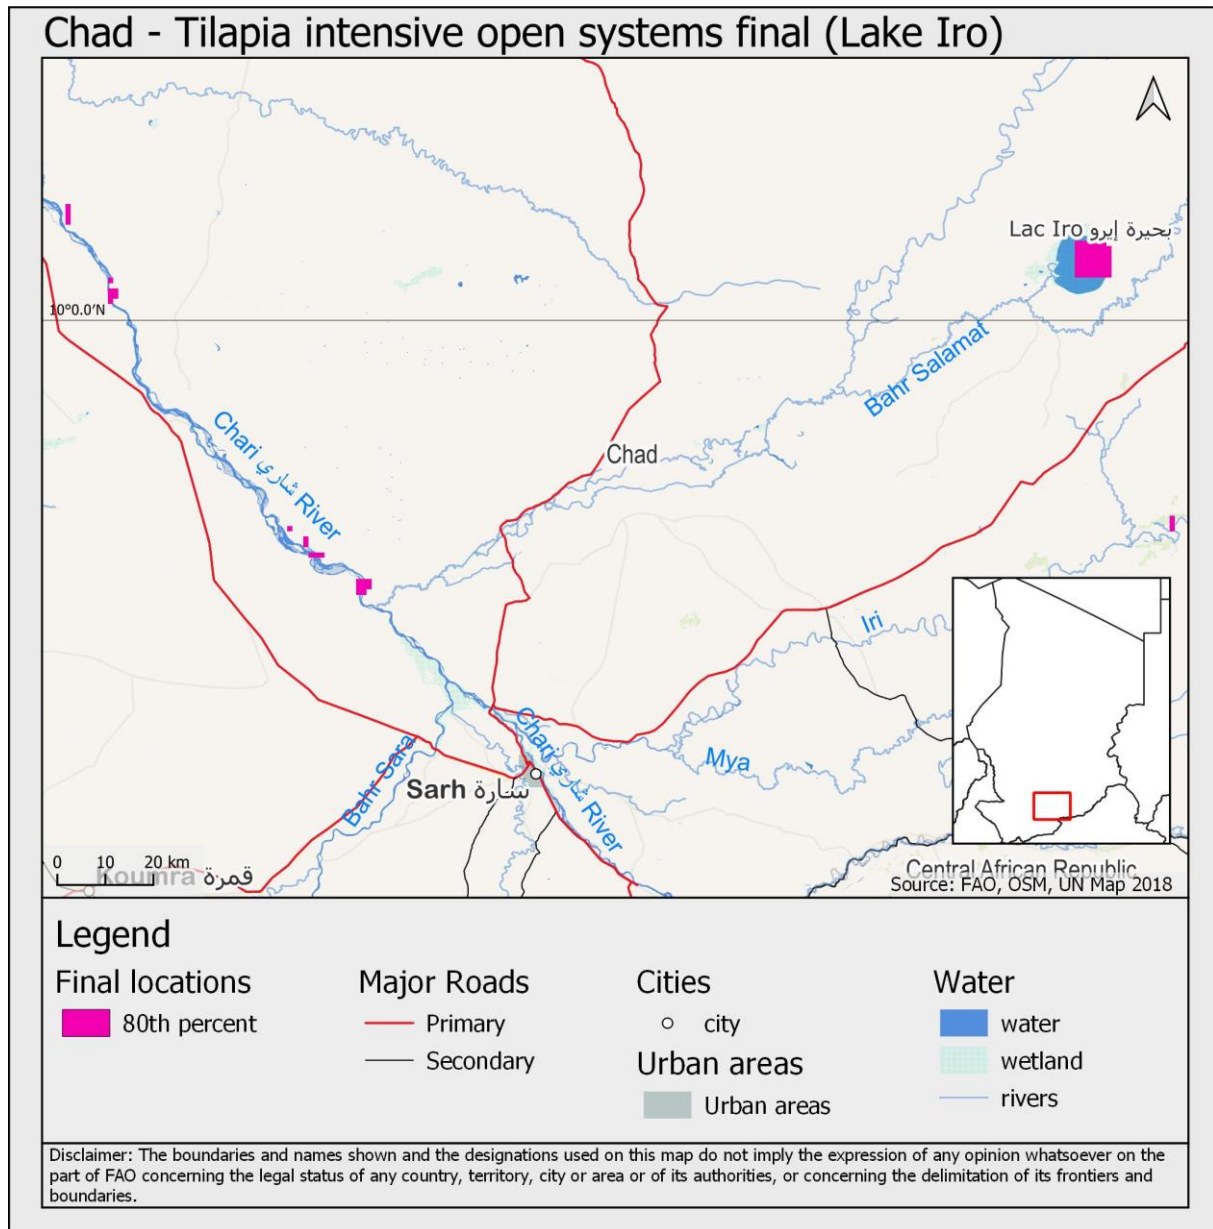 Chad - Tilapia intensive open systems final (Lake Iro)
Lac Iro بحيرة إيرو
10°0.0'N
Bahr Salamat
Chari شاري River
Chad
Iri
Chari شاري River
Mya
Bahr Sara
Sarh سارة
0 10 20 km
Koumra قمرة
Central African Republic
Source: FAO, OSM, UN Map 2018
Legend
Final locations
80th percent
Major Roads
Primary
Secondary
Cities
city
Urban areas
Urban areas
Water
water
wetland
rivers
Disclaimer: The boundaries and names shown and the designations used on this map do not imply the expression of any opinion whatsoever on the
part of FAO concerning the legal status of any country, territory, city or area or of its authorities, or concerning the delimitation of its frontiers and
boundaries.